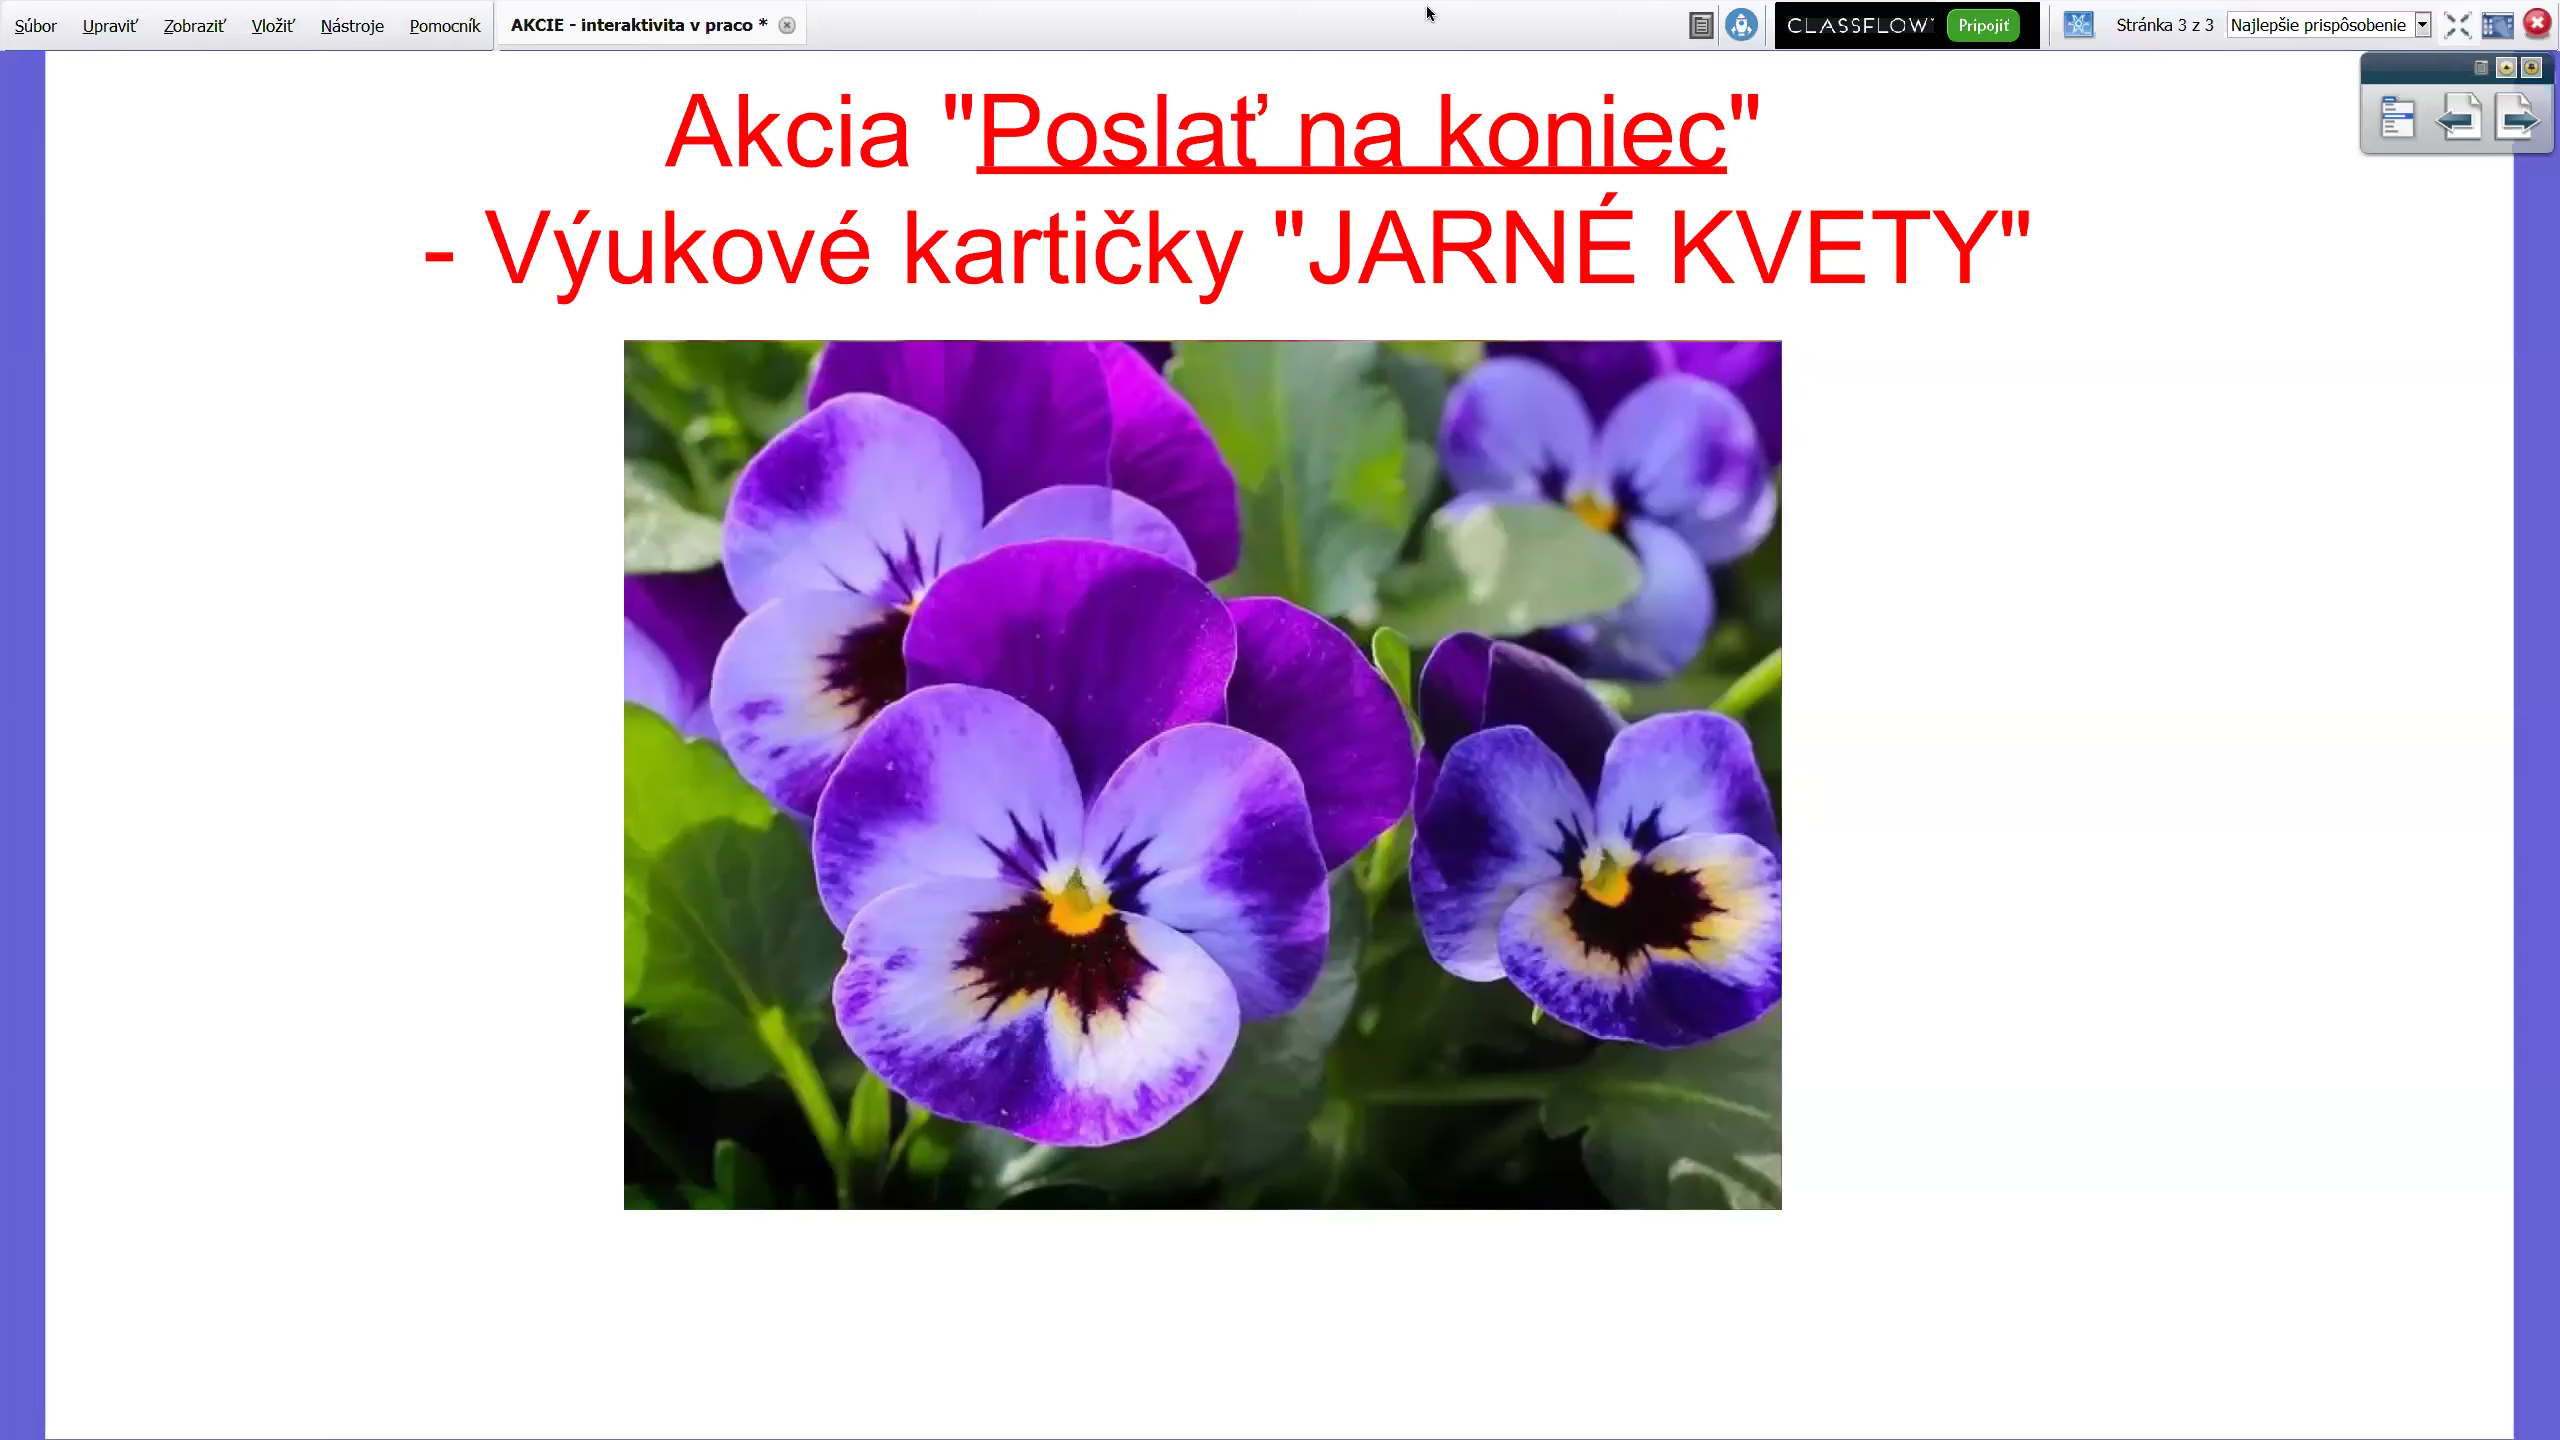 Súbor Upraviť Zobraziť Vložiť Nástroje Pomocník AKCIE - interaktivita v praco * CLASSFLOW Pripojiť Stránka 3 z 3 Najlepšie prispôsobenie
Akcia "Poslať na koniec"
- Výukové kartičky "JARNÉ KVETY"